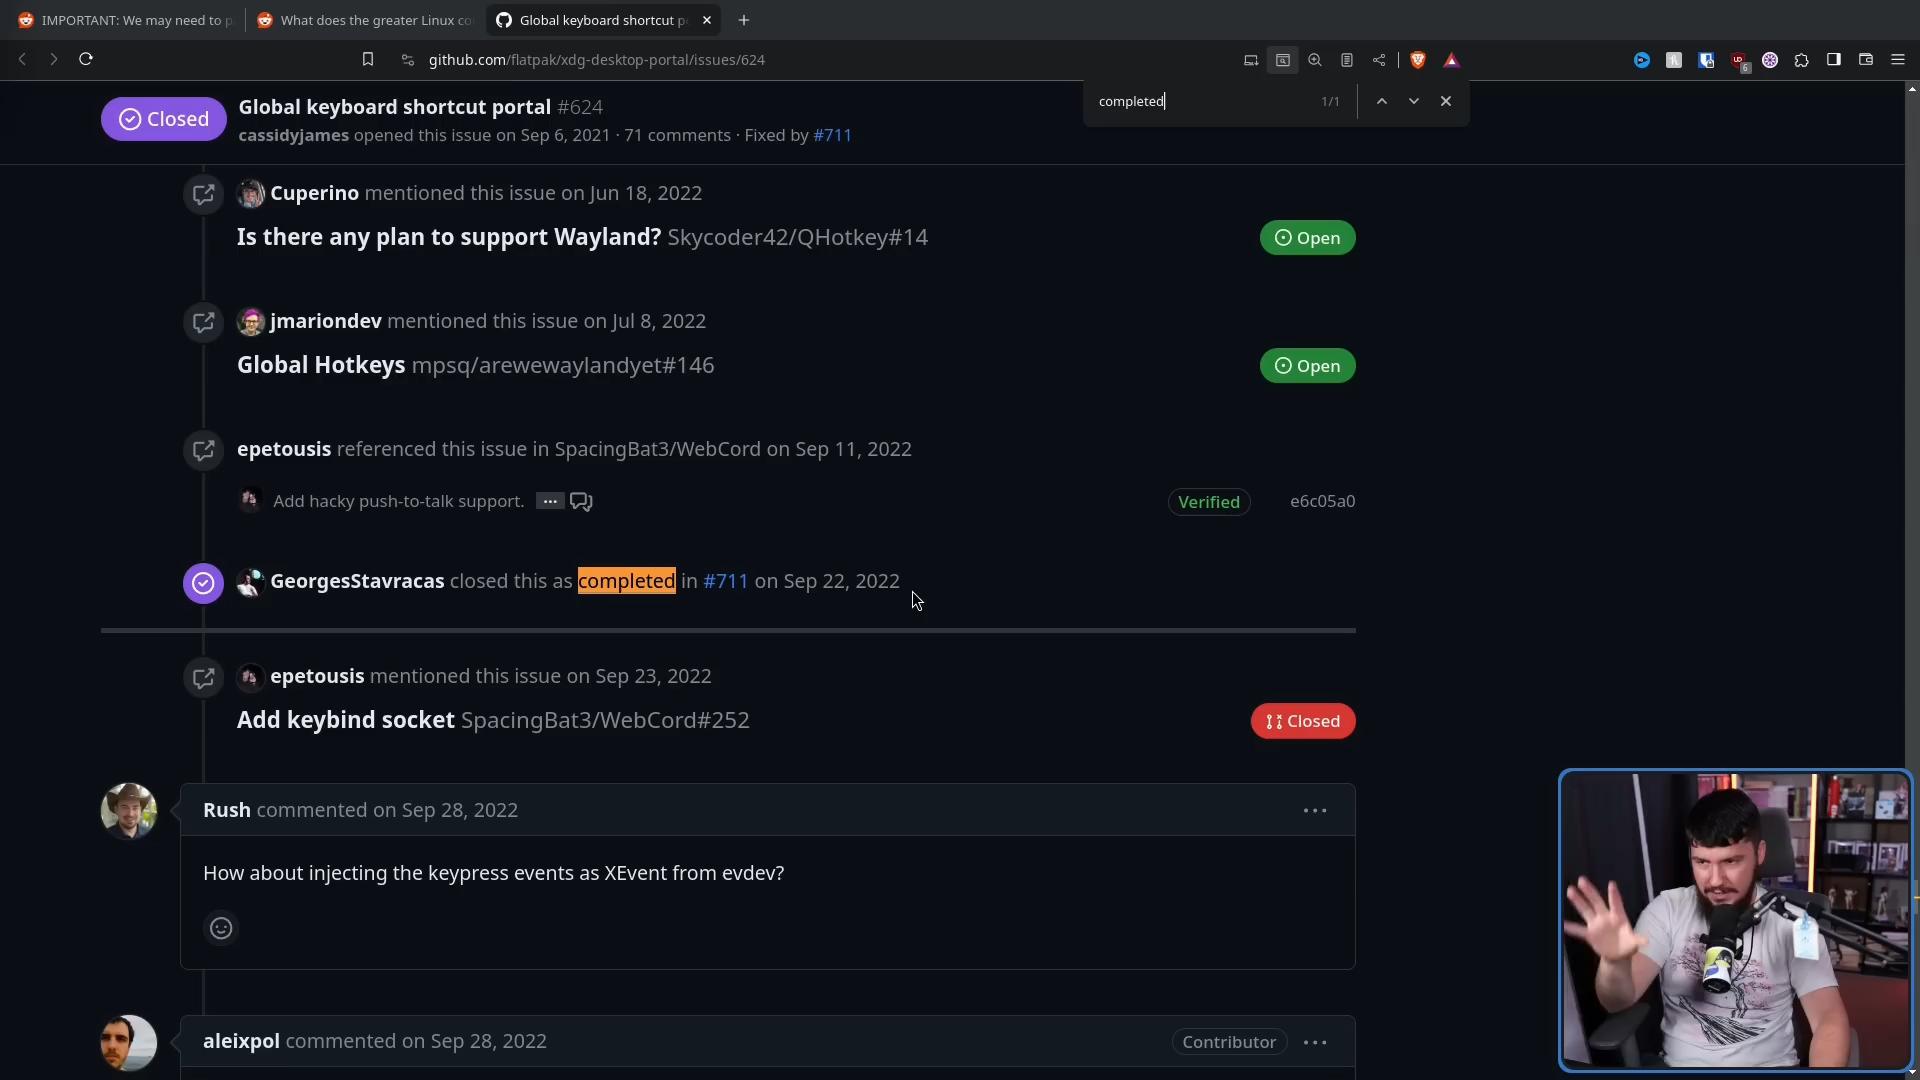 IMPORTANT: We may need to p
What does the greater Linux co
Global keyboard shortcut p
github.com/flatpak/xdg-desktop-portal/issues/624
6
completed
1/1
Closed
Global keyboard shortcut portal #624
cassidyjames opened this issue on Sep 6, 2021 · 71 comments · Fixed by #711
Cuperino mentioned this issue on Jun 18, 2022
Is there any plan to support Wayland? Skycoder42/QHotkey#14
Open
jmariondev mentioned this issue on Jul 8, 2022
Global Hotkeys mpsq/arewewaylandyet#146
Open
epetousis referenced this issue in SpacingBat3/WebCord on Sep 11, 2022
Add hacky push-to-talk support. ...
Verified
e6c05a0
GeorgesStavracas closed this as completed in #711 on Sep 22, 2022
epetousis mentioned this issue on Sep 23, 2022
Add keybind socket SpacingBat3/WebCord#252
Closed
Rush commented on Sep 28, 2022
How about injecting the keypress events as XEvent from evdev?
aleixpol commented on Sep 28, 2022
Contributor